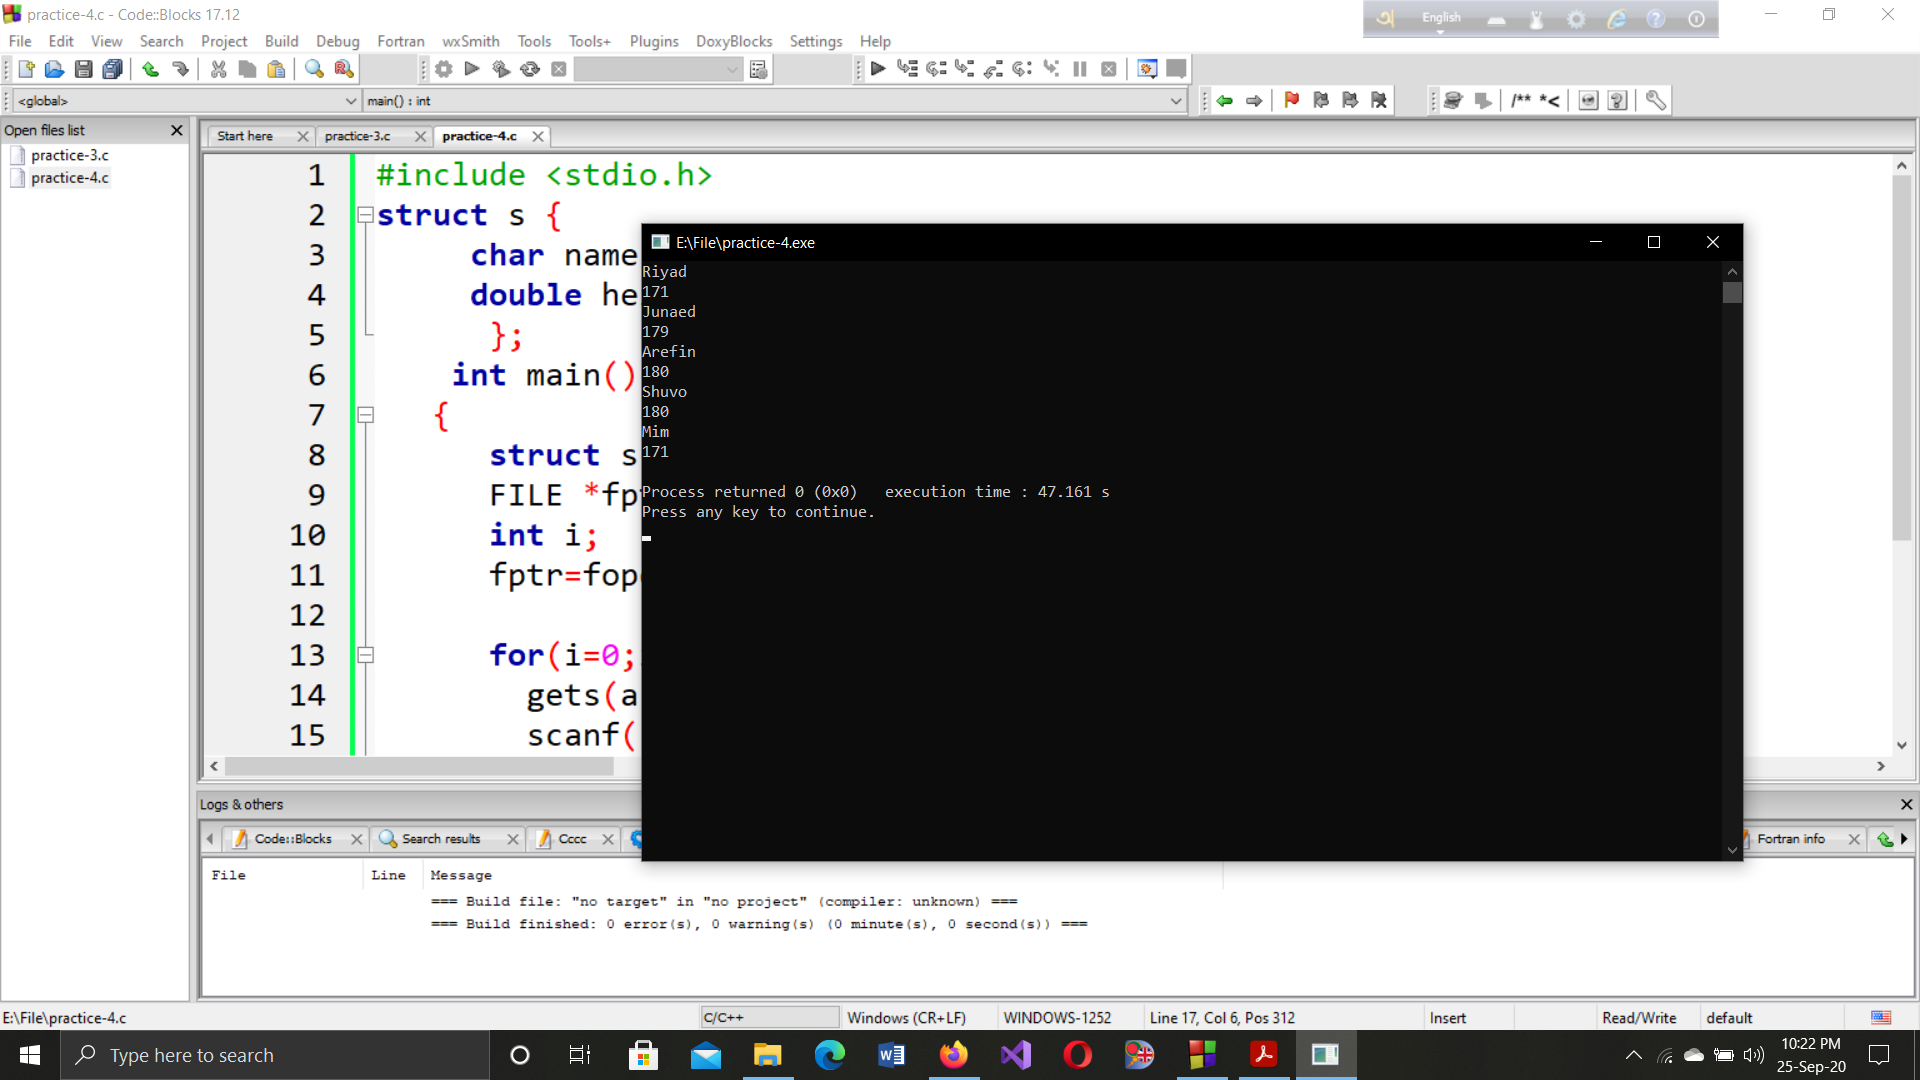 practice-4.c - Code::Blocks 17.12
English
File Edit View Search Project Build Debug Fortran wxSmith Tools Tools+ Plugins DoxyBlocks Settings Help
<global>
main() : int
/** *<
Open files list
practice-3.c
practice-4.c
Start here practice-3.c practice-4.c
1 #include <stdio.h>
2 struct s {
3 char name
4 double he
5 };
6 int main()
7 {
8 struct s
9 FILE *fp
10 int i;
11 fptr=fop
12
13 for(i=0;
14 gets(a
15 scanf(
E:\File\practice-4.exe
Riyad
171
Junaed
179
Arefin
180
Shuvo
180
Mim
171
Process returned 0 (0x0) execution time : 47.161 s
Press any key to continue.
Logs & others
Code::Blocks Search results Cccc Fortran info
File Line Message
=== Build file: "no target" in "no project" (compiler: unknown) ===
=== Build finished: 0 error(s), 0 warning(s) (0 minute(s), 0 second(s)) ===
E:\File\practice-4.c C/C++ Windows (CR+LF) WINDOWS-1252 Line 17, Col 6, Pos 312 Insert Read/Write default
Type here to search
10:22 PM
25-Sep-20